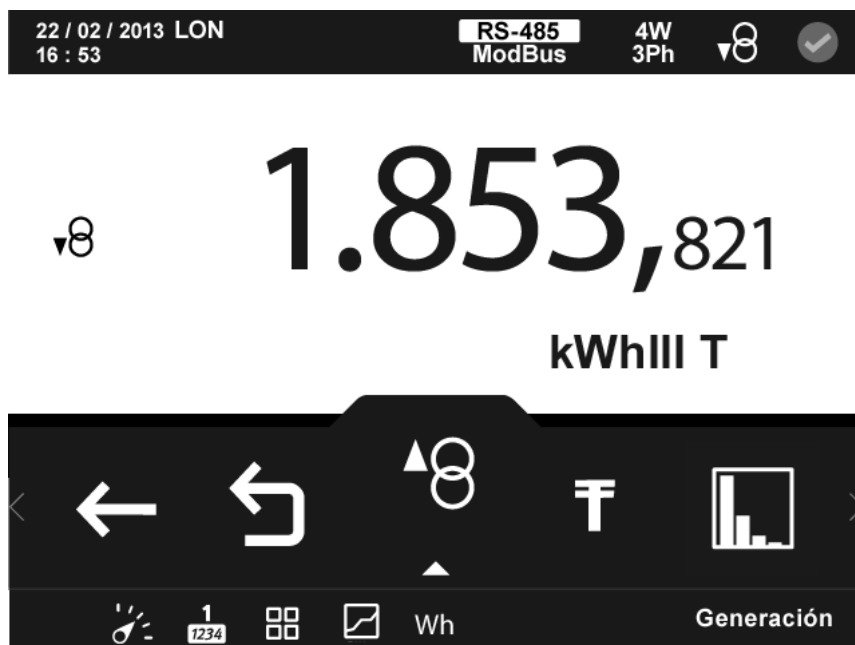 22 / 02 / 2013 LON
16 : 53
RS-485
ModBus
4W
3Ph
1.853,821
kWhIII T
1
1234
Wh
Generación